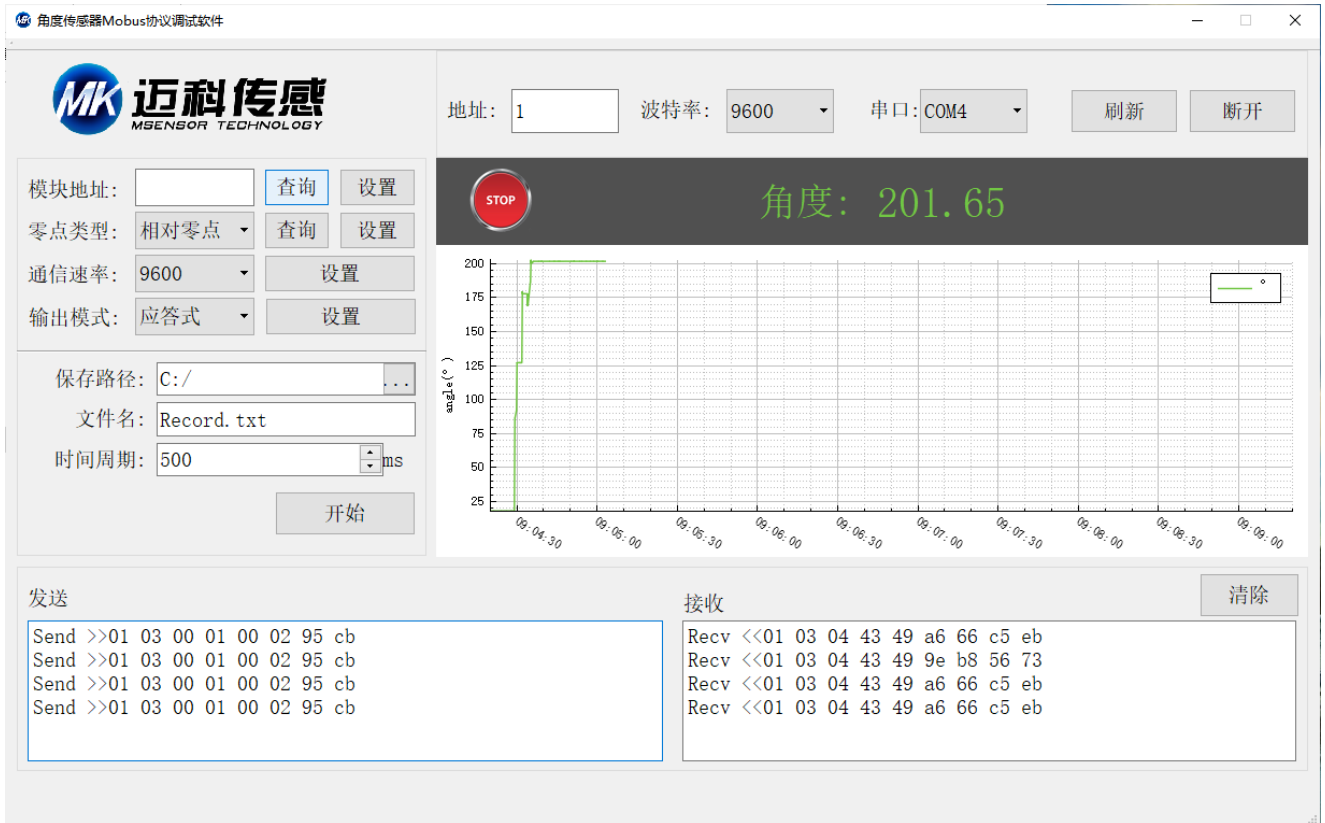 MK 角度传感器Mobus协议调试软件
MK 迈科传感
MSENSOR TECHNOLOGY
地址: 1 波特率: 9600 串口: COM4 刷新 断开
模块地址: 查询 设置
零点类型: 相对零点 查询 设置
通信速率: 9600 设置
输出模式: 应答式 设置
保存路径: C:/ ...
文件名: Record.txt
时间周期: 500 ms
开始
STOP 角度: 201.65
angle(°)
200
175
150
125
100
75
50
25
°
09:04:30 09:05:00 09:05:30 09:06:00 09:06:30 09:07:00 09:07:30 09:08:00 09:08:30 09:09:00
发送
Send >>01 03 00 01 00 02 95 cb
Send >>01 03 00 01 00 02 95 cb
Send >>01 03 00 01 00 02 95 cb
Send >>01 03 00 01 00 02 95 cb
接收 清除
Recv <<01 03 04 43 49 a6 66 c5 eb
Recv <<01 03 04 43 49 9e b8 56 73
Recv <<01 03 04 43 49 a6 66 c5 eb
Recv <<01 03 04 43 49 a6 66 c5 eb